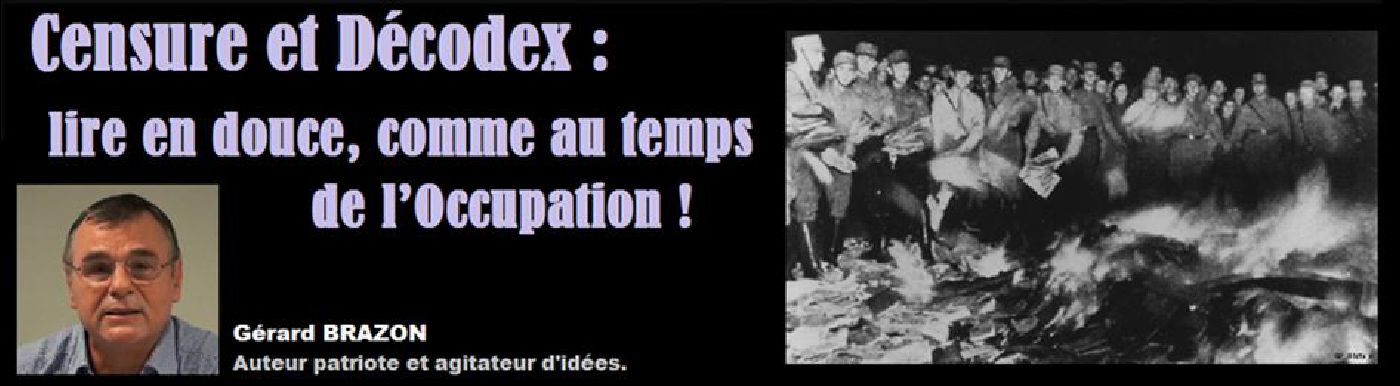 Censure et Décodex :
lire en douce, comme au temps
de l'Occupation !
Gérard BRAZON
Auteur patriote et agitateur d'idées.